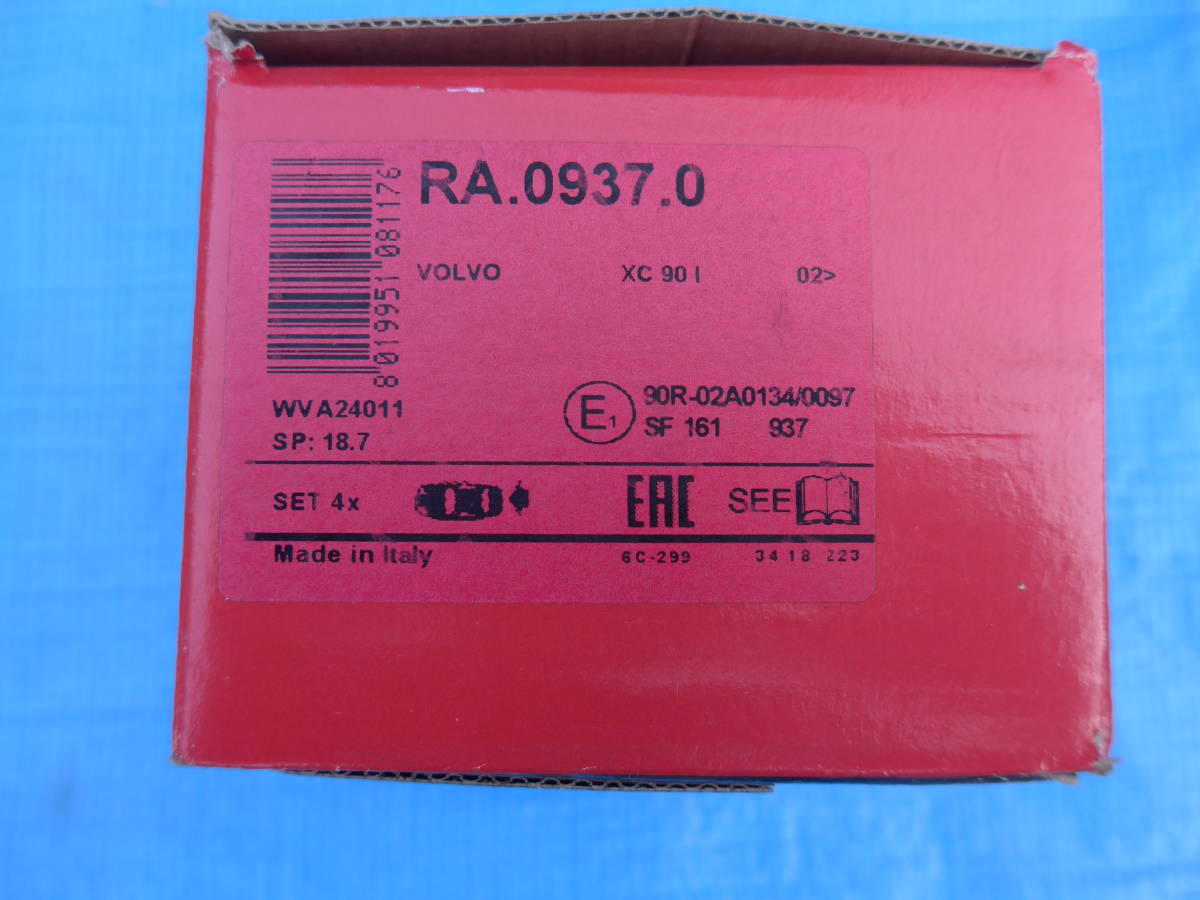 RA.0937.0
8 019951 081176
VOLVO XC 90 I 02>
WVA24011
SP: 18.7
E1
90R-02A0134/0097
SF 161 937
SET 4x
EAC
SEE
Made in Italy
6C-299
34 18 223